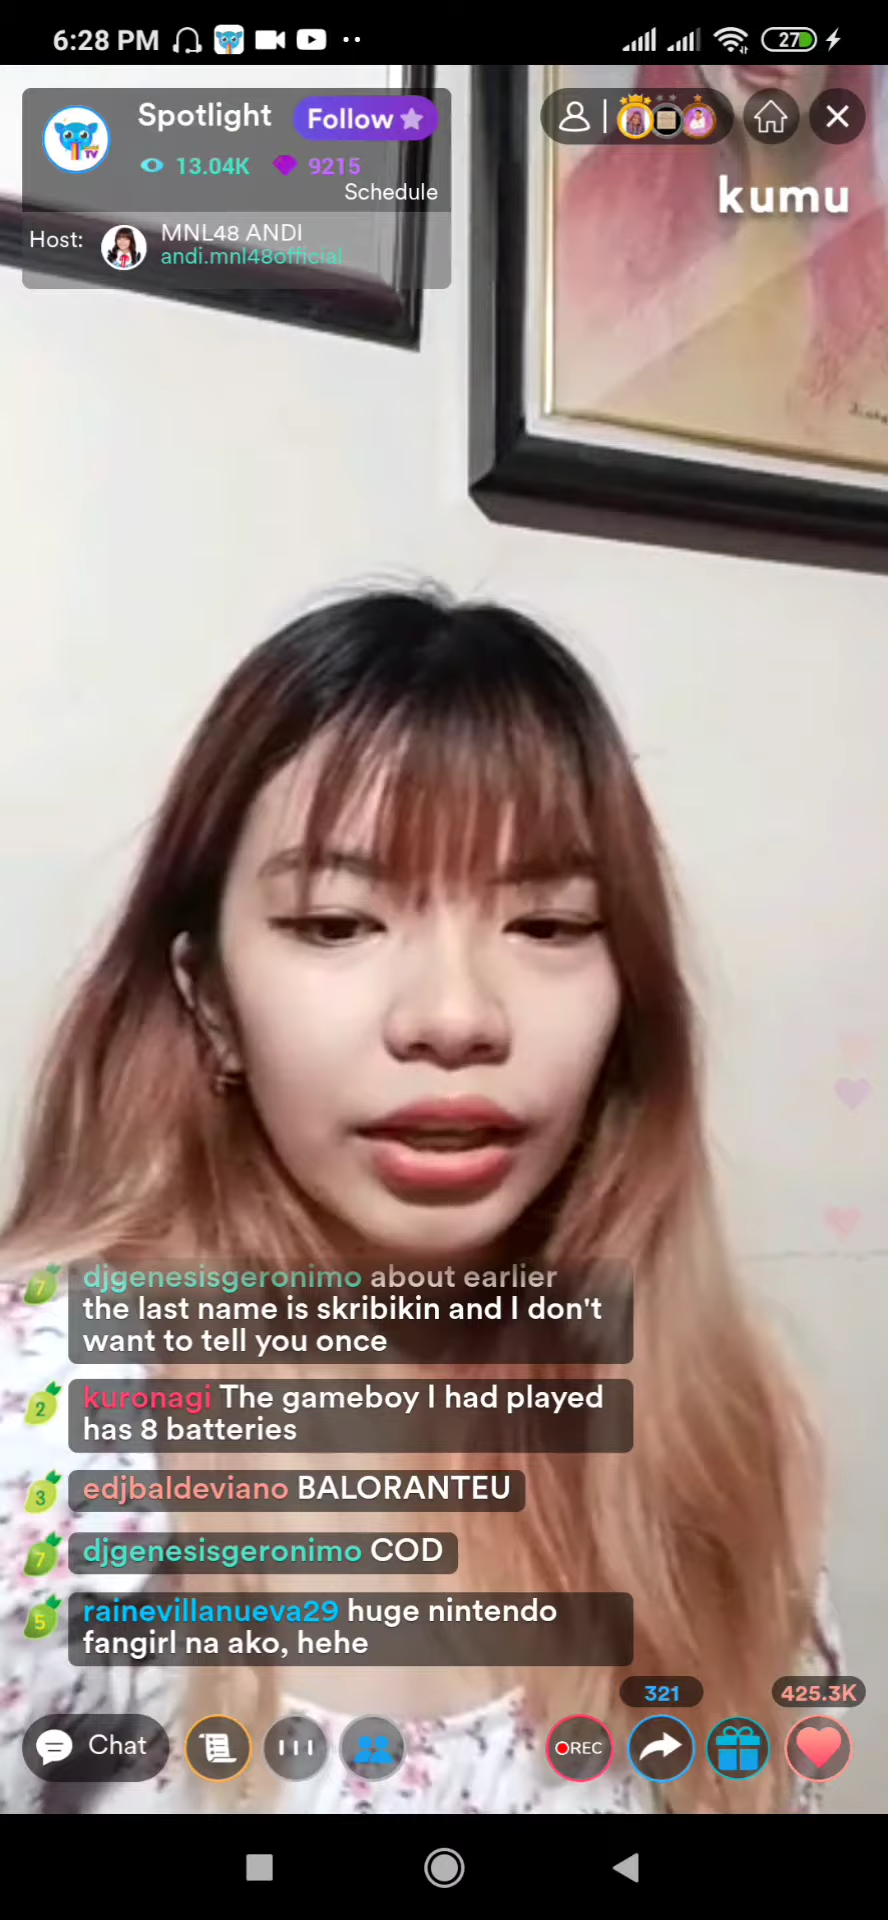 6:28 PM
27
Spotlight
Follow
13.04K
9215
Schedule
Host:
MNL48 ANDI
andi.mnl48official
kumu
TV
7
djgenesisgeronimo about earlier
the last name is skribikin and I don't
want to tell you once
2
kuronagi The gameboy I had played
has 8 batteries
3
edjbaldeviano BALORANTEU
7
djgenesisgeronimo COD
5
rainevillanueva29 huge nintendo
fangirl na ako, hehe
321
425.3K
Chat
REC